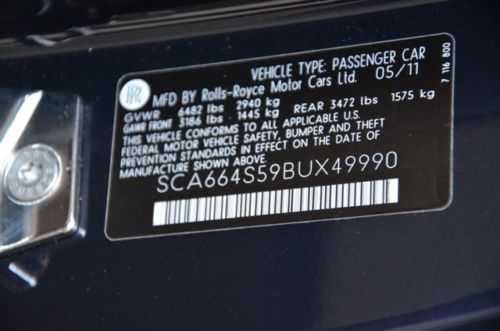 VEHICLE TYPE: PASSENGER CAR
MFD BY Rolls-Royce Motor Cars Ltd. 05/11
GVWR 6482 lbs 2940 kg
GAWR FRONT 3186 lbs 1445 kg REAR 3472 lbs 1575 kg
THIS VEHICLE CONFORMS TO ALL APPLICABLE
FEDERAL MOTOR VEHICLE SAFETY, BUMPER AND THEFT
PREVENTION STANDARDS IN EFFECT ON THE DATE OF
MANUFACTURE SHOWN ABOVE.
SCA664S59BUX49990
7 116 800